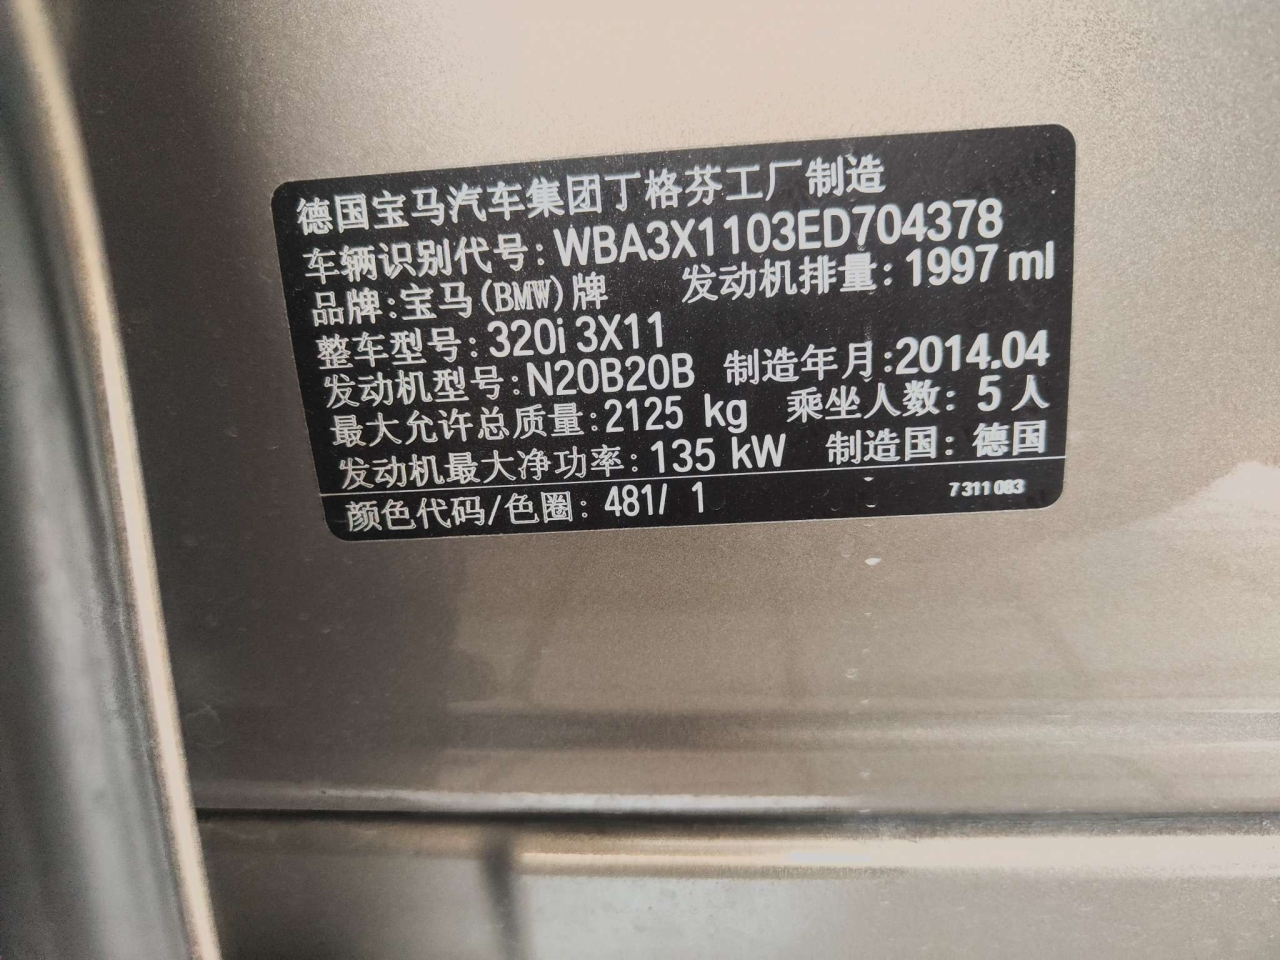 德国宝马汽车集团丁格芬工厂制造
车辆识别代号: WBA3X1103ED704378
品牌:宝马(BMW)牌 发动机排量: 1997 ml
整车型号: 320i 3X11
发动机型号: N20B20B 制造年月:2014.04
最大允许总质量:2125 kg 乘坐人数: 5 人
发动机最大净功率: 135 kW 制造国: 德国
颜色代码/色圈: 481/ 1 7 311 083